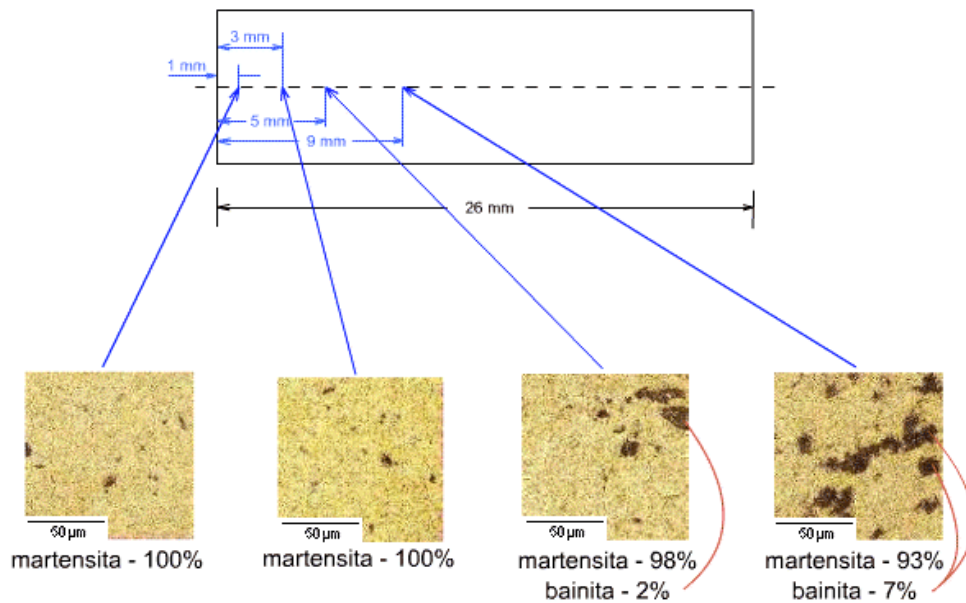 3 mm
1 mm
5 mm
9 mm
26 mm
50 µm
50 µm
50 µm
50 µm
martensita - 100%
martensita - 100%
martensita - 98%
bainita - 2%
martensita - 93%
bainita - 7%